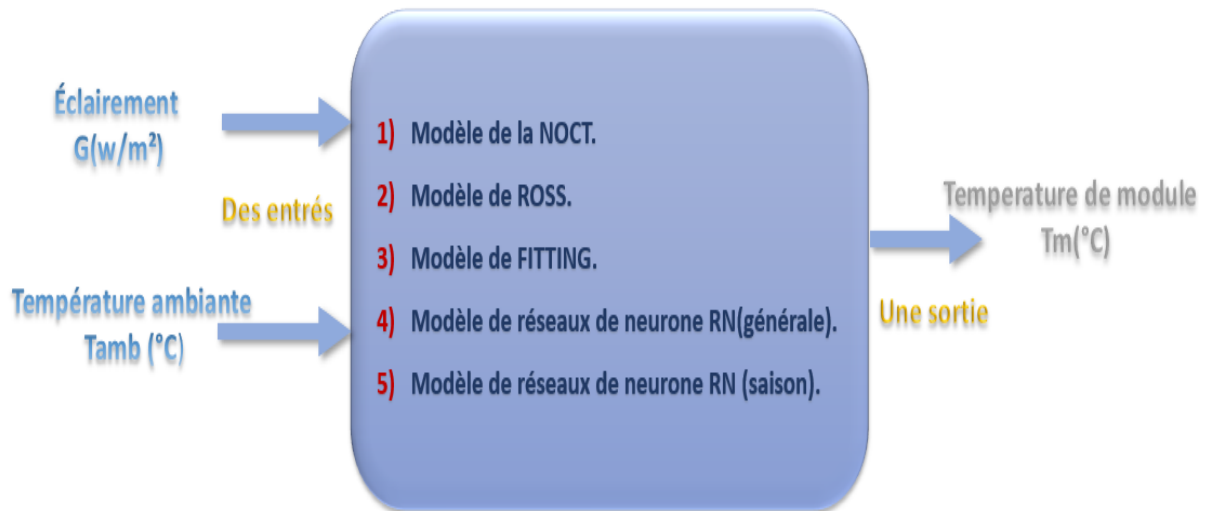 Éclairement
G(w/m²)
Des entrés
Température ambiante
Tamb (°C)
1) Modèle de la NOCT.
2) Modèle de ROSS.
3) Modèle de FITTING.
4) Modèle de réseaux de neurone RN(générale).
5) Modèle de réseaux de neurone RN (saison).
Temperature de module
Tm(°C)
Une sortie